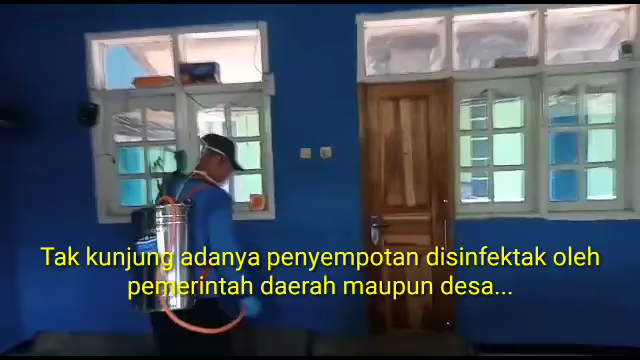 Tak kunjung adanya penyempotan disinfektak oleh
pemerintah daerah maupun desa...